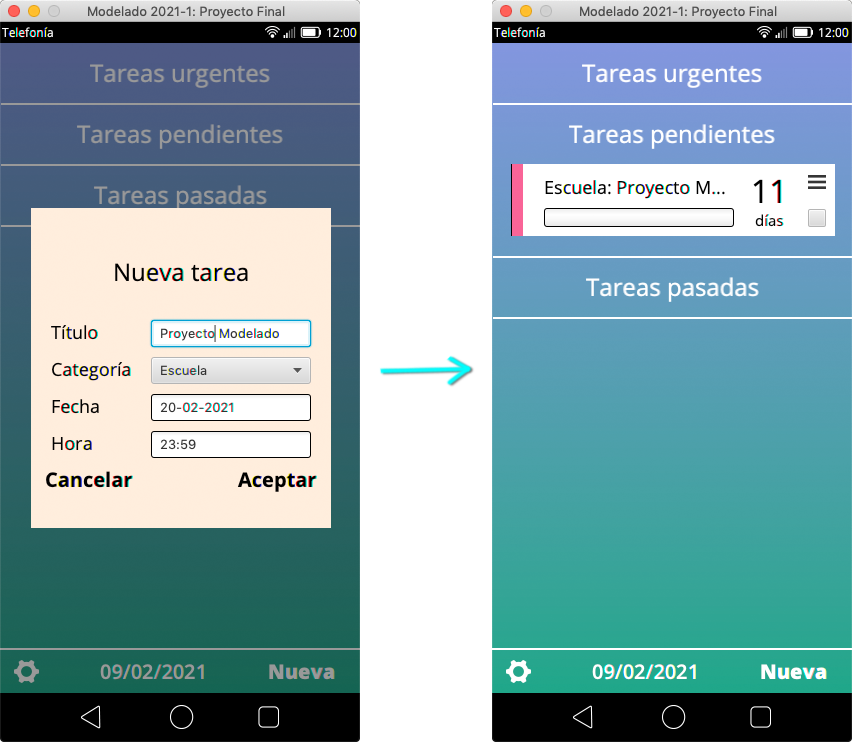 Modelado 2021-1: Proyecto Final
Telefonía 12:00
Tareas urgentes
Tareas pendientes
Tareas pasadas
Nueva tarea
Título Proyecto Modelado
Categoría Escuela
Fecha 20-02-2021
Hora 23:59
Cancelar Aceptar
09/02/2021 Nueva
Modelado 2021-1: Proyecto Final
Telefonía 12:00
Tareas urgentes
Tareas pendientes
Escuela: Proyecto M... 11
días
Tareas pasadas
09/02/2021 Nueva